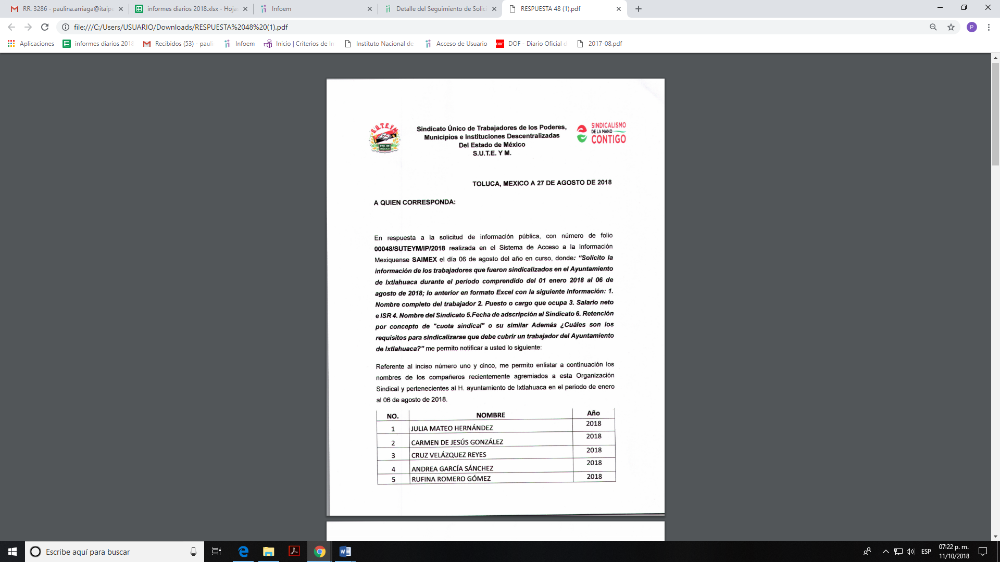 RR. 3286 - paulina.arriaga@itaipe
informes diarios 2018.xlsx - Hoja
Infoem
Detalle del Seguimiento de Solici
RESPUESTA 48 (1).pdf
file:///C:/Users/USUARIO/Downloads/RESPUESTA%2048%20(1).pdf
P
Aplicaciones
informes diarios 2018
Recibidos (53) - pauli
Infoem
Inicio | Criterios de In
Instituto Nacional de
Acceso de Usuario
DOF
DOF - Diario Oficial d
2017-08.pdf
S.U.T.E.Y M.
EDO. DE
MÉXICO
Sindicato Único de Trabajadores de los Poderes,
Municipios e Instituciones Descentralizadas
Del Estado de México
S.U.T.E. Y M.
SINDICALISMO
DE LA MANO
CONTIGO
TOLUCA, MEXICO A 27 DE AGOSTO DE 2018
A QUIEN CORRESPONDA:
En respuesta a la solicitud de información pública, con número de folio
00048/SUTEYM/IP/2018 realizada en el Sistema de Acceso a la Información
Mexiquense SAIMEX el día 06 de agosto del año en curso, donde: “Solicito la
información de los trabajadores que fueron sindicalizados en el Ayuntamiento
de Ixtlahuaca durante el periodo comprendido del 01 enero 2018 al 06 de
agosto de 2018; lo anterior en formato Excel con la siguiente información: 1.
Nombre completo del trabajador 2. Puesto o cargo que ocupa 3. Salario neto
e ISR 4. Nombre del Sindicato 5.Fecha de adscripción al Sindicato 6. Retención
por concepto de "cuota sindical" o su similar Además ¿Cuáles son los
requisitos para sindicalizarse que debe cubrir un trabajador del Ayuntamiento
de Ixtlahuaca?” me permito notificar a usted lo siguiente:
Referente al inciso número uno y cinco, me permito enlistar a continuación los
nombres de los compañeros recientemente agremiados a esta Organización
Sindical y pertenecientes al H. ayuntamiento de Ixtlahuaca en el periodo de enero
al 06 de agosto de 2018.
NO. NOMBRE Año
1 JULIA MATEO HERNÁNDEZ 2018
2 CARMEN DE JESÚS GONZÁLEZ 2018
3 CRUZ VELÁZQUEZ REYES 2018
4 ANDREA GARCÍA SÁNCHEZ 2018
5 RUFINA ROMERO GÓMEZ 2018
Escribe aquí para buscar
ESP
07:22 p. m.
11/10/2018